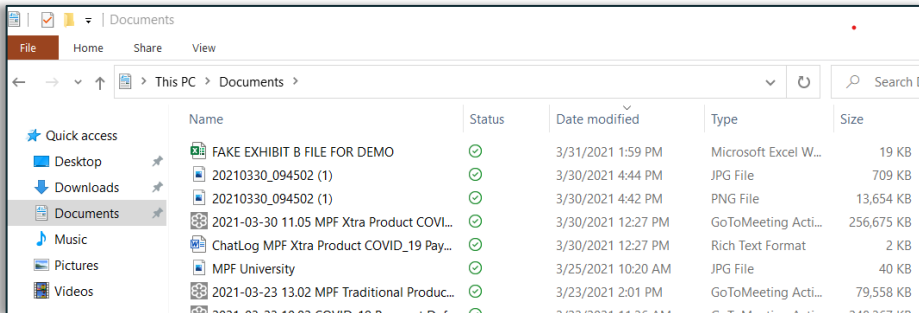 Documents
File Home Share View
This PC > Documents >
Search
Name Status Date modified Type Size
Quick access
Desktop
Downloads
Documents
Music
Pictures
Videos
FAKE EXHIBIT B FILE FOR DEMO 3/31/2021 1:59 PM Microsoft Excel W... 19 KB
20210330_094502 (1) 3/30/2021 4:44 PM JPG File 709 KB
20210330_094502 (1) 3/30/2021 4:42 PM PNG File 13,654 KB
2021-03-30 11.05 MPF Xtra Product COVI... 3/30/2021 12:27 PM GoToMeeting Acti... 256,675 KB
ChatLog MPF Xtra Product COVID_19 Pay... 3/30/2021 12:27 PM Rich Text Format 2 KB
MPF University 3/25/2021 10:20 AM JPG File 40 KB
2021-03-23 13.02 MPF Traditional Produc... 3/23/2021 2:01 PM GoToMeeting Acti... 79,558 KB